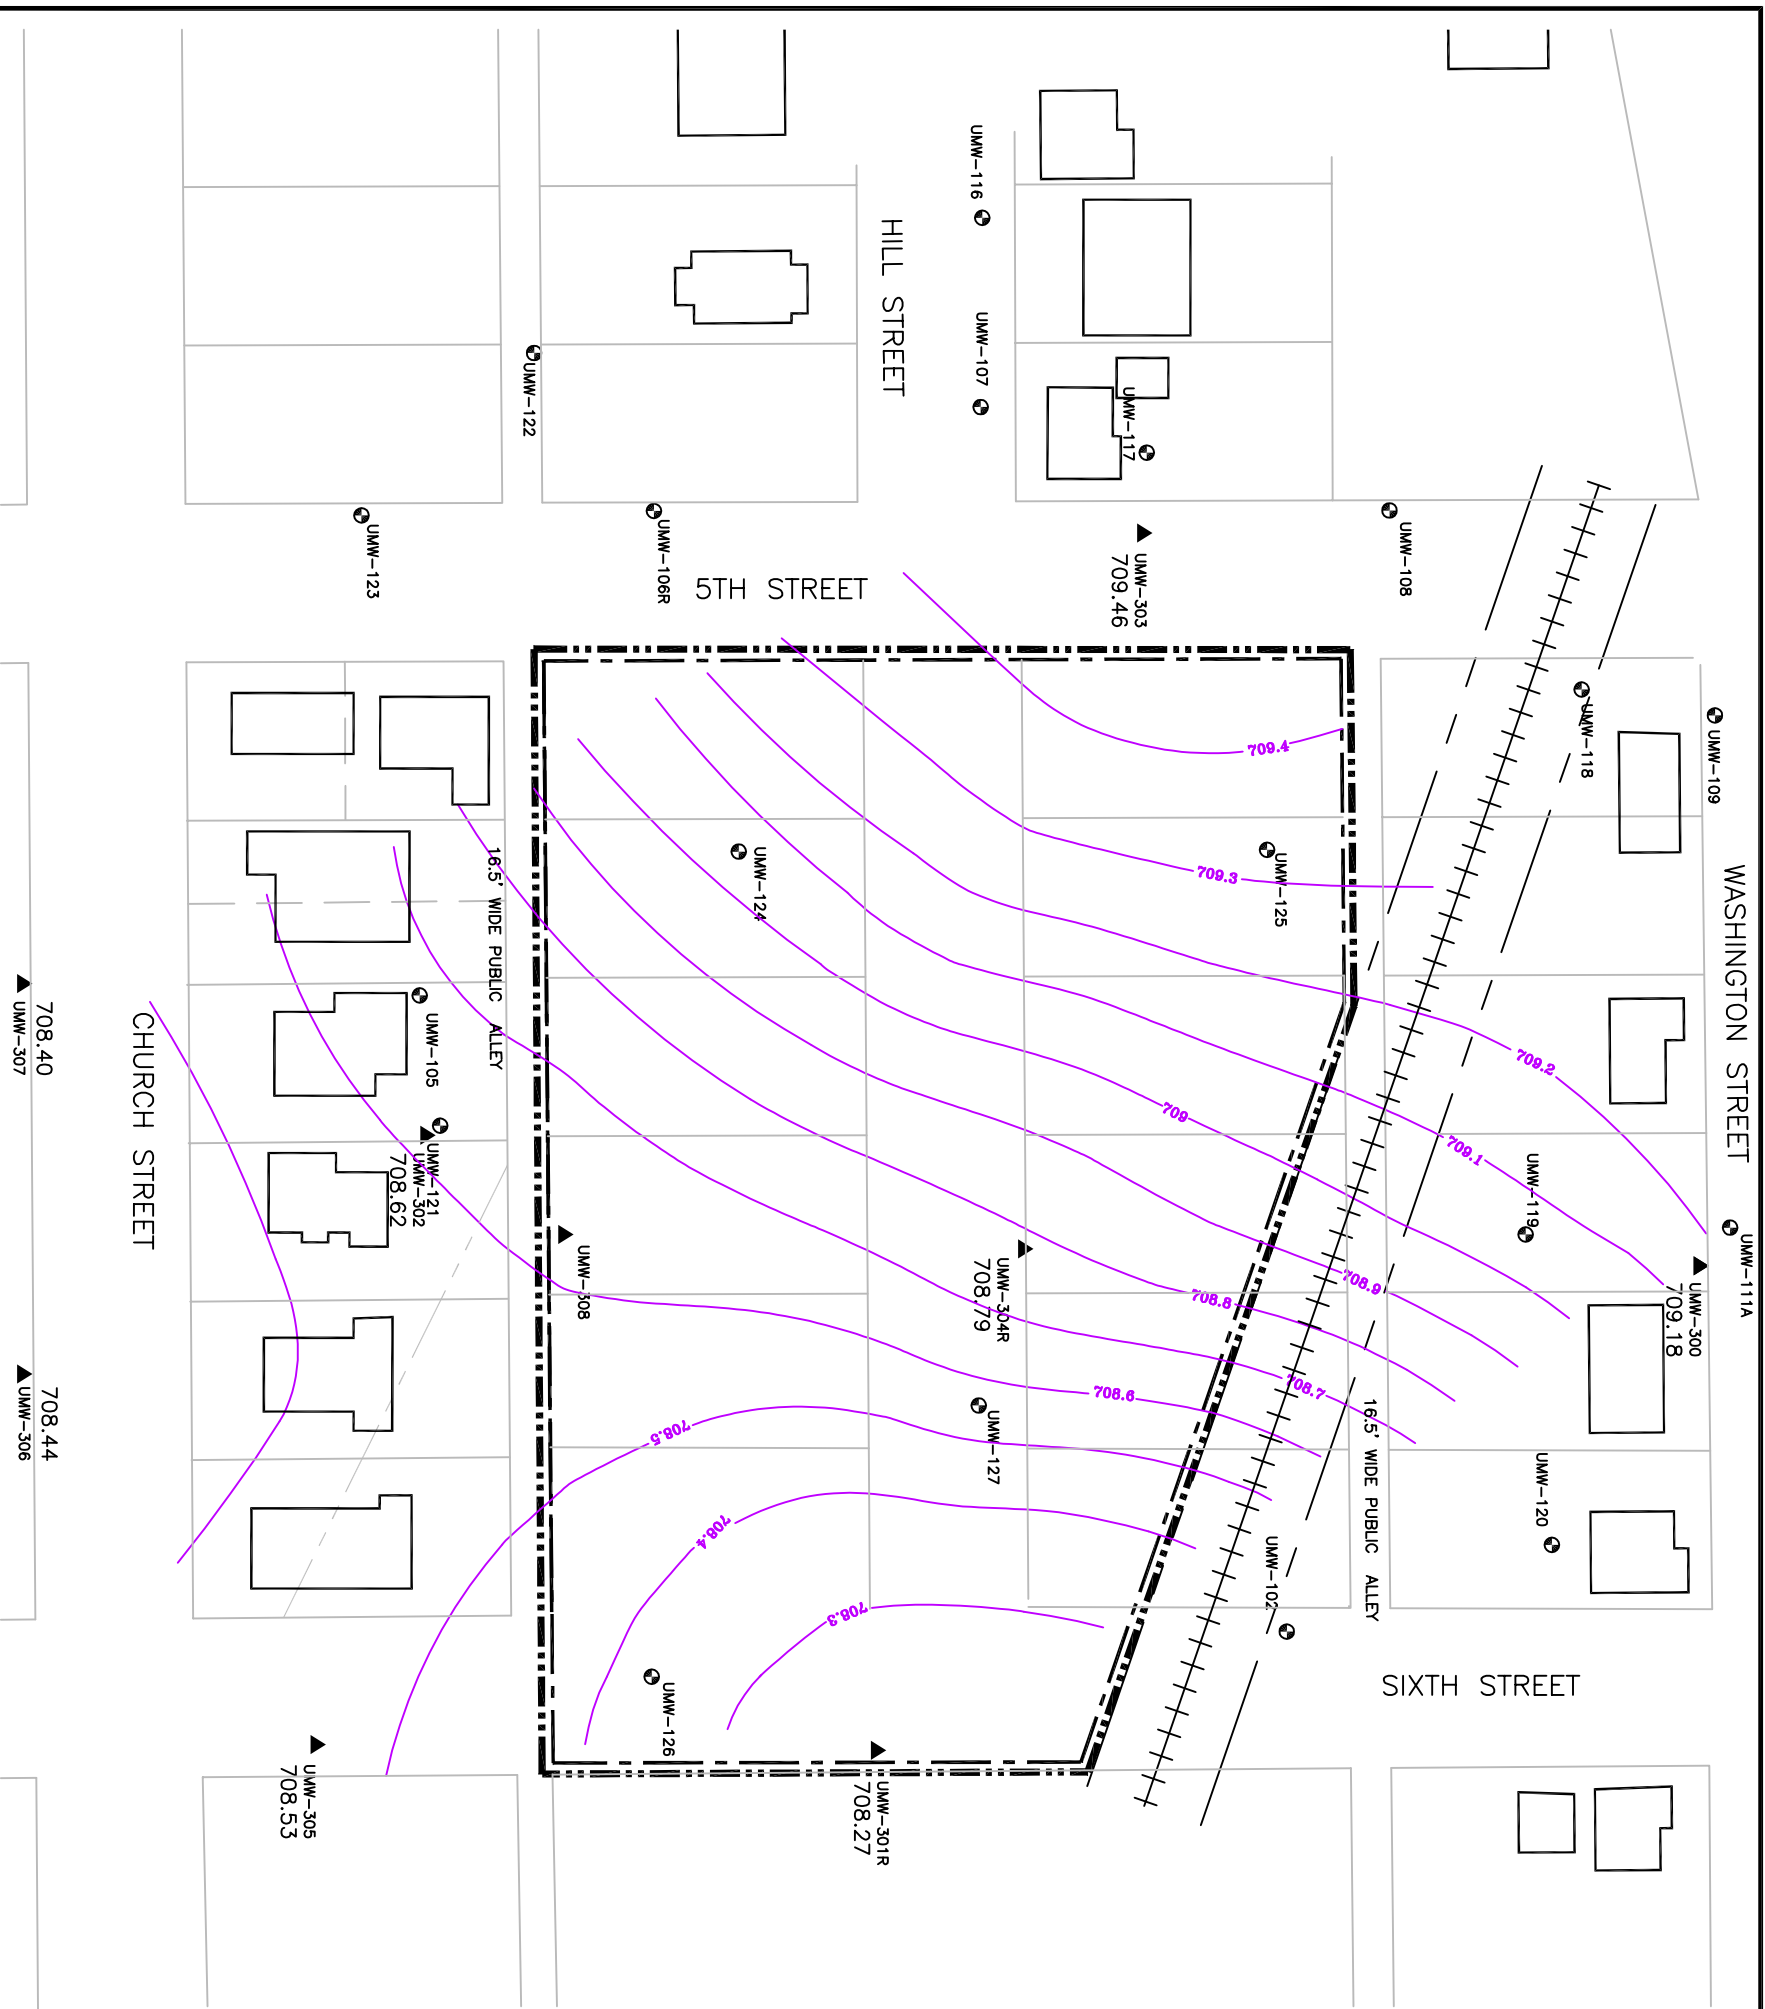 UMW-116
HILL STREET
UMW-107
UMW-122
UMW-117
UMW-123
UMW-106R
5TH STREET
UMW-303
709.46
UMW-108
UMW-118
UMW-109
709.4
709.3
UMW-124
UMW-125
16.5' WIDE PUBLIC ALLEY
WASHINGTON STREET
708.40
UMW-307
CHURCH STREET
UMW-105
709.2
709
709.1
UMW-121
UMW-302
708.62
UMW-119
UMW-111A
UMW-308
UMW-304R
708.79
708.9
708.8
UMW-300
709.18
708.7
708.6
708.44
UMW-306
708.5
UMW-127
16.5' WIDE PUBLIC ALLEY
UMW-120
708.4
UMW-102
708.3
UMW-126
SIXTH STREET
UMW-305
708.53
UMW-301R
708.27